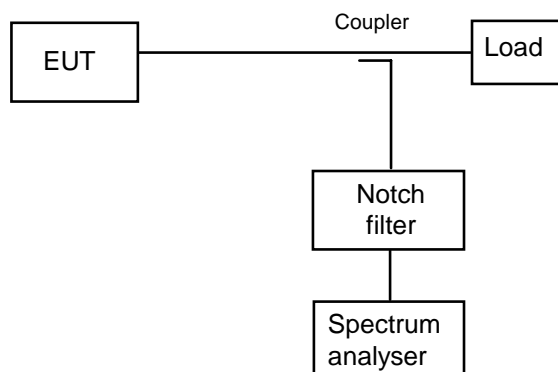 Coupler
EUT
Load
Notch
filter
Spectrum
analyser